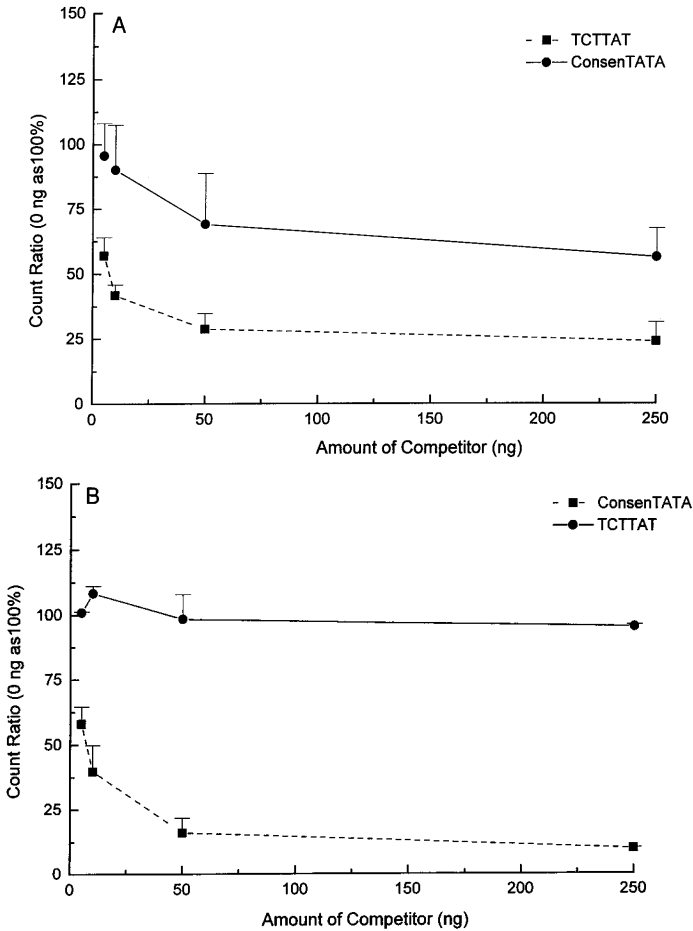 A
TCTTAT
ConsenTATA
150
125
100
75
50
25
0
Count Ratio (0 ng as100%)
0 50 100 150 200 250
Amount of Competitor (ng)
B
ConsenTATA
TCTTAT
150
125
100
75
50
25
0
Count Ratio (0 ng as100%)
0 50 100 150 200 250
Amount of Competitor (ng)